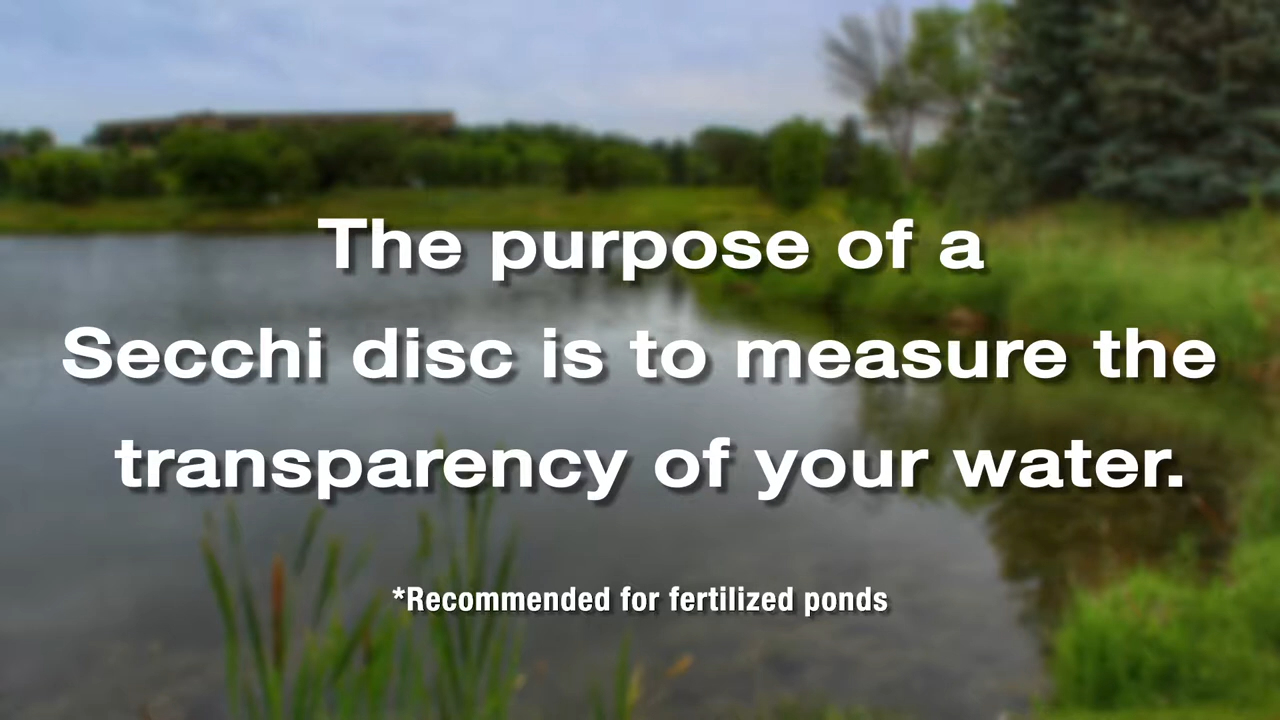 The purpose of a
Secchi disc is to measure the
transparency of your water.
*Recommended for fertilized ponds